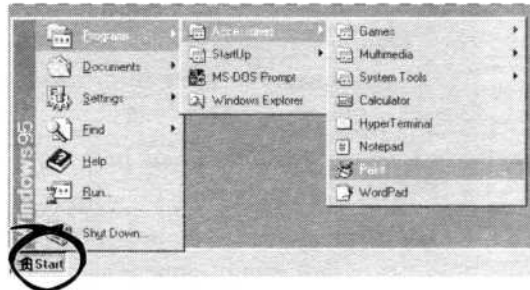 Programs
Documents
Settings
Find
Help
Run...
Shut Down...
Windows95
Start
Accessories
StartUp
MS-DOS Prompt
Windows Explorer
Games
Multimedia
System Tools
Calculator
HyperTerminal
Notepad
Paint
WordPad